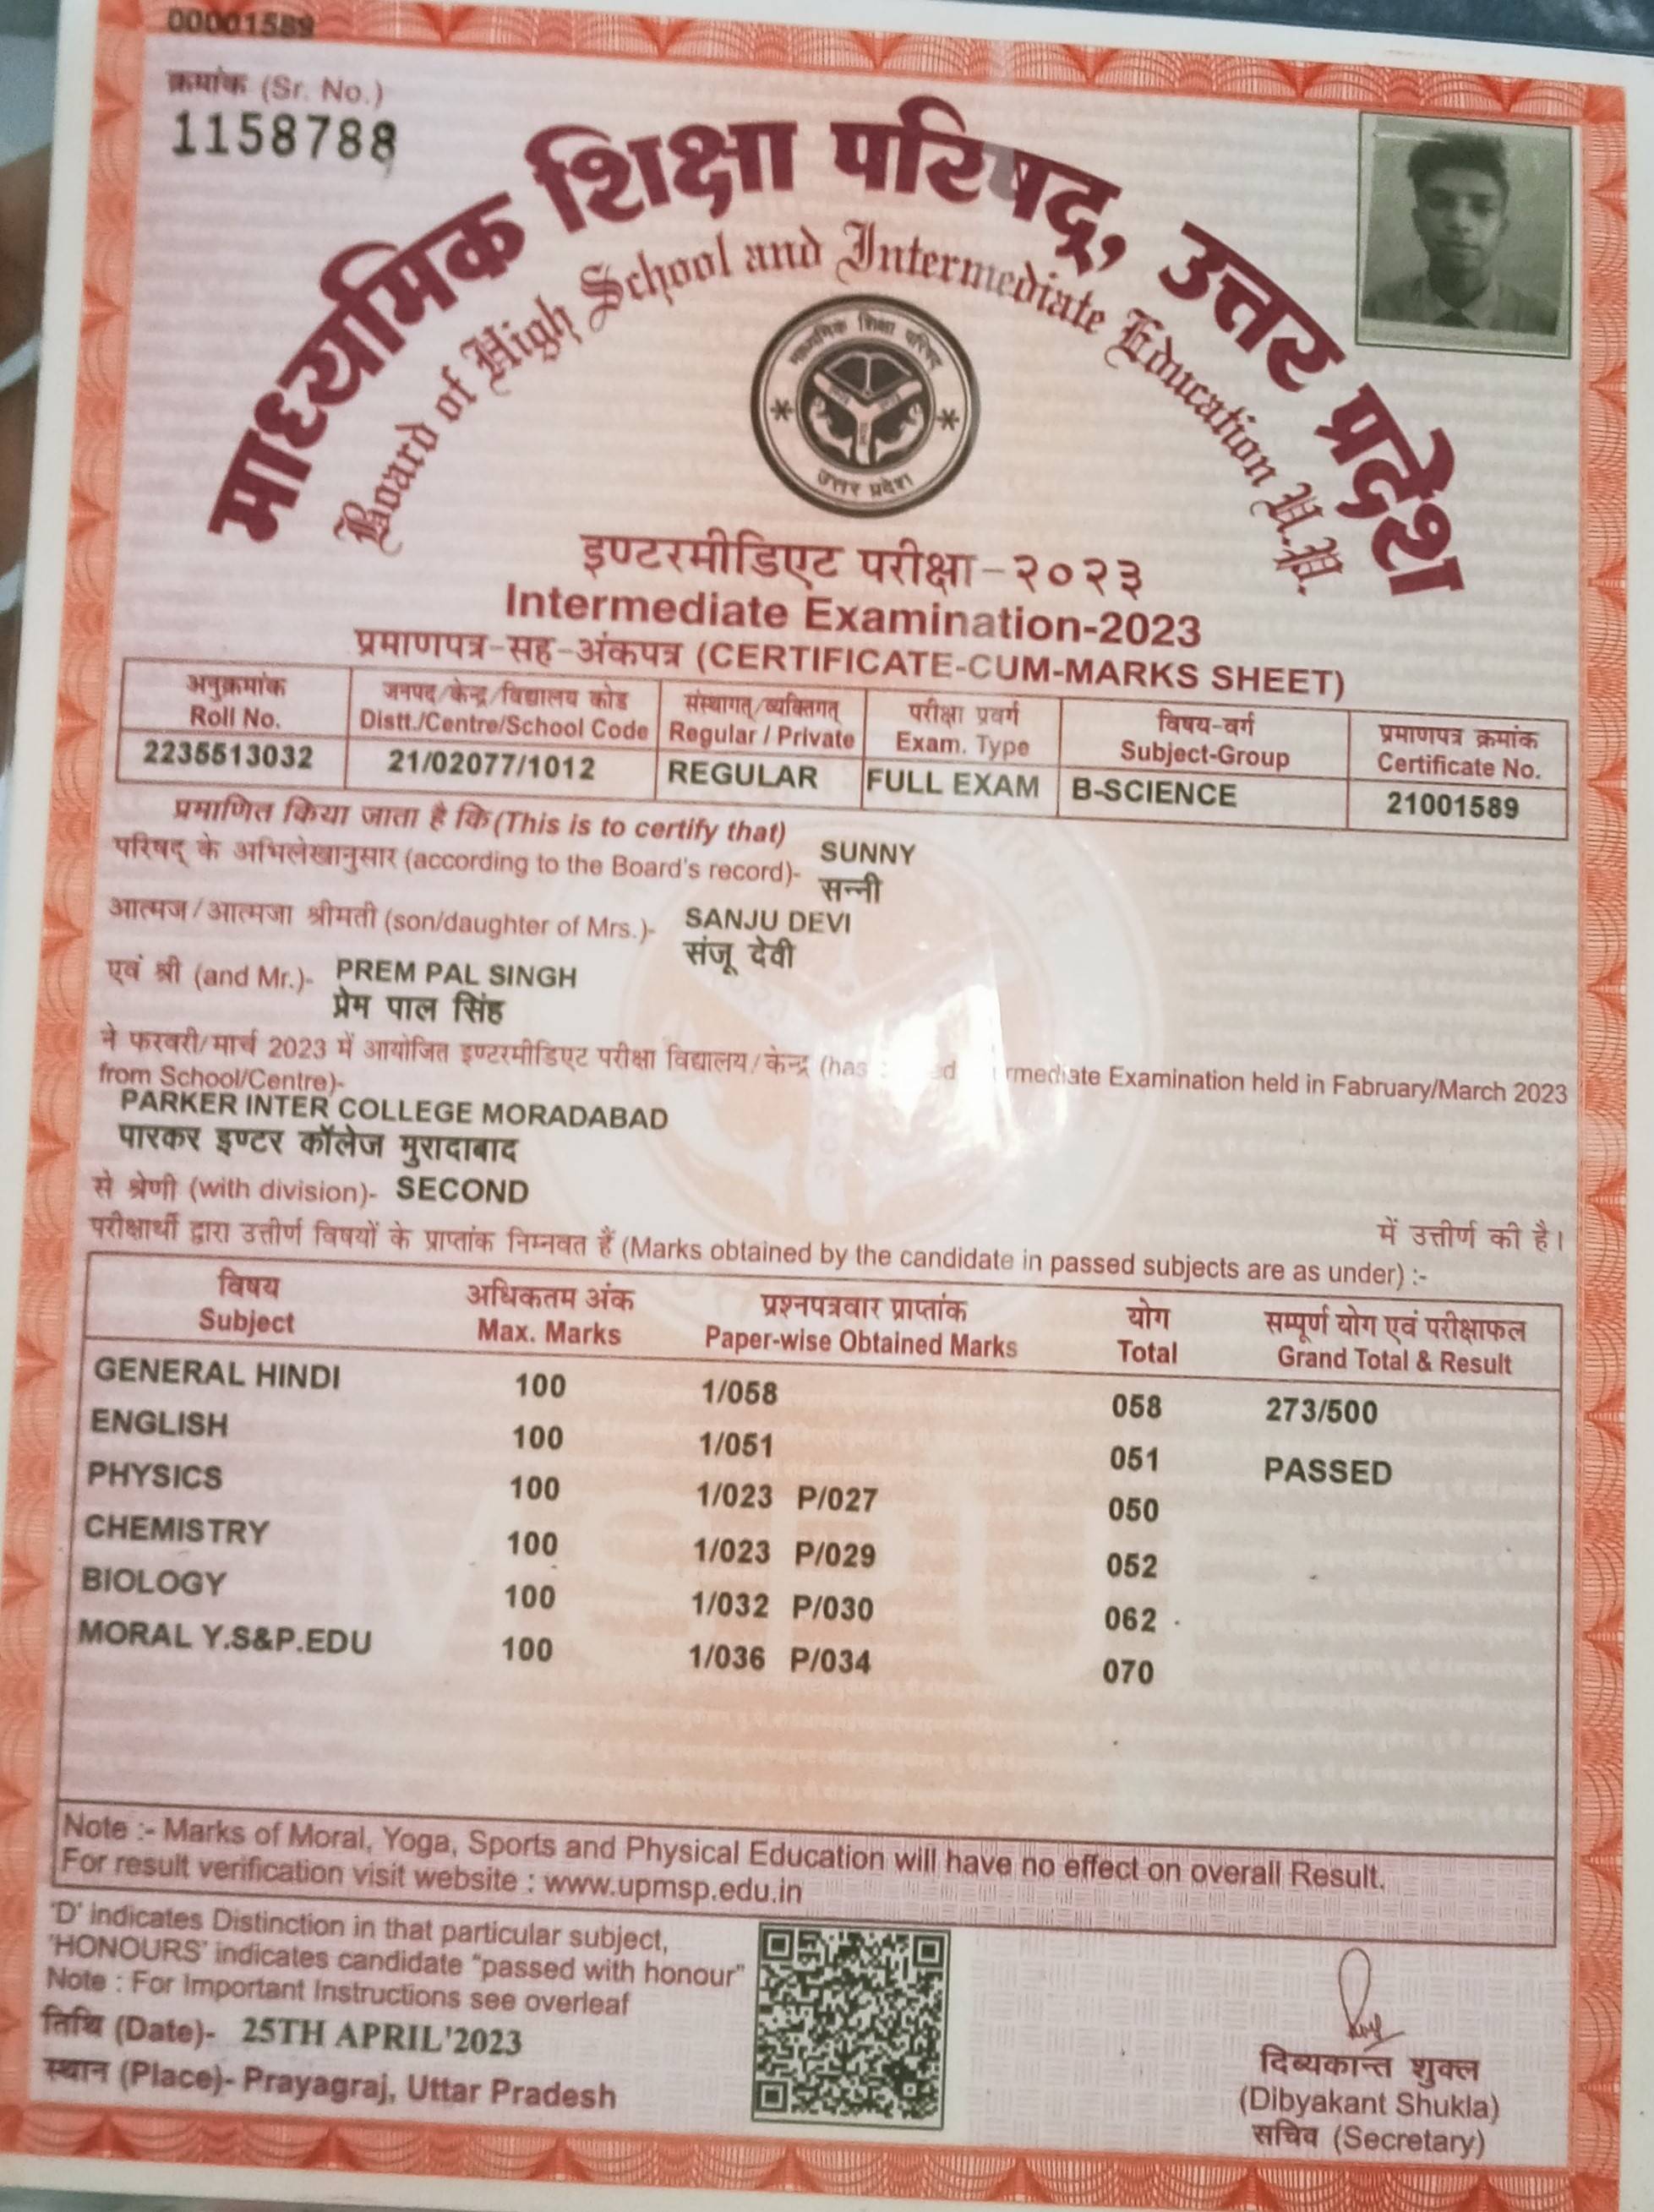 00001589
क्रमांक (Sr. No.)
1158788
माध्यमिक शिक्षा परिषद्, उत्तर प्रदेश
Board of High School and Intermediate Education U.P.
माध्यमिक शिक्षा परिषद्
उत्तर प्रदेश
इण्टरमीडिएट परीक्षा-२०२३
Intermediate Examination-2023
प्रमाणपत्र-सह-अंकपत्र (CERTIFICATE-CUM-MARKS SHEET)
अनुक्रमांक जनपद/केन्द्र/विद्यालय कोड संस्थागत्/व्यक्तिगत् परीक्षा प्रवर्ग विषय-वर्ग प्रमाणपत्र क्रमांक
Roll No. Distt./Centre/School Code Regular / Private Exam. Type Subject-Group Certificate No.
2235513032 21/02077/1012 REGULAR FULL EXAM B-SCIENCE 21001589
प्रमाणित किया जाता है कि (This is to certify that)
परिषद् के अभिलेखानुसार (according to the Board's record)- SUNNY
सन्नी
आत्मज/आत्मजा श्रीमती (son/daughter of Mrs.)- SANJU DEVI
संजू देवी
एवं श्री (and Mr.)- PREM PAL SINGH
प्रेम पाल सिंह
ने फरवरी/मार्च 2023 में आयोजित इण्टरमीडिएट परीक्षा विद्यालय/केन्द्र (has Examination held in Fabruary/March 2023
from School/Centre)-
PARKER INTER COLLEGE MORADABAD
पारकर इण्टर कॉलेज मुरादाबाद
से श्रेणी (with division)- SECOND
में उत्तीर्ण की है।
परीक्षार्थी द्वारा उत्तीर्ण विषयों के प्राप्तांक निम्नवत हैं (Marks obtained by the candidate in passed subjects are as under) :-
विषय अधिकतम अंक प्रश्नपत्रवार प्राप्तांक योग सम्पूर्ण योग एवं परीक्षाफल
Subject Max. Marks Paper-wise Obtained Marks Total Grand Total & Result
GENERAL HINDI 100 1/058 058 273/500
ENGLISH 100 1/051 051 PASSED
PHYSICS 100 1/023 P/027 050
CHEMISTRY 100 1/023 P/029 052
BIOLOGY 100 1/032 P/030 062
MORAL Y.S&P.EDU 100 1/036 P/034 070
Note :- Marks of Moral, Yoga, Sports and Physical Education will have no effect on overall Result.
For result verification visit website : www.upmsp.edu.in
'D' indicates Distinction in that particular subject,
'HONOURS' indicates candidate "passed with honour"
Note : For Important Instructions see overleaf
तिथि (Date)- 25TH APRIL'2023
स्थान (Place)- Prayagraj, Uttar Pradesh
दिब्यकान्त शुक्ल
(Dibyakant Shukla)
सचिव (Secretary)